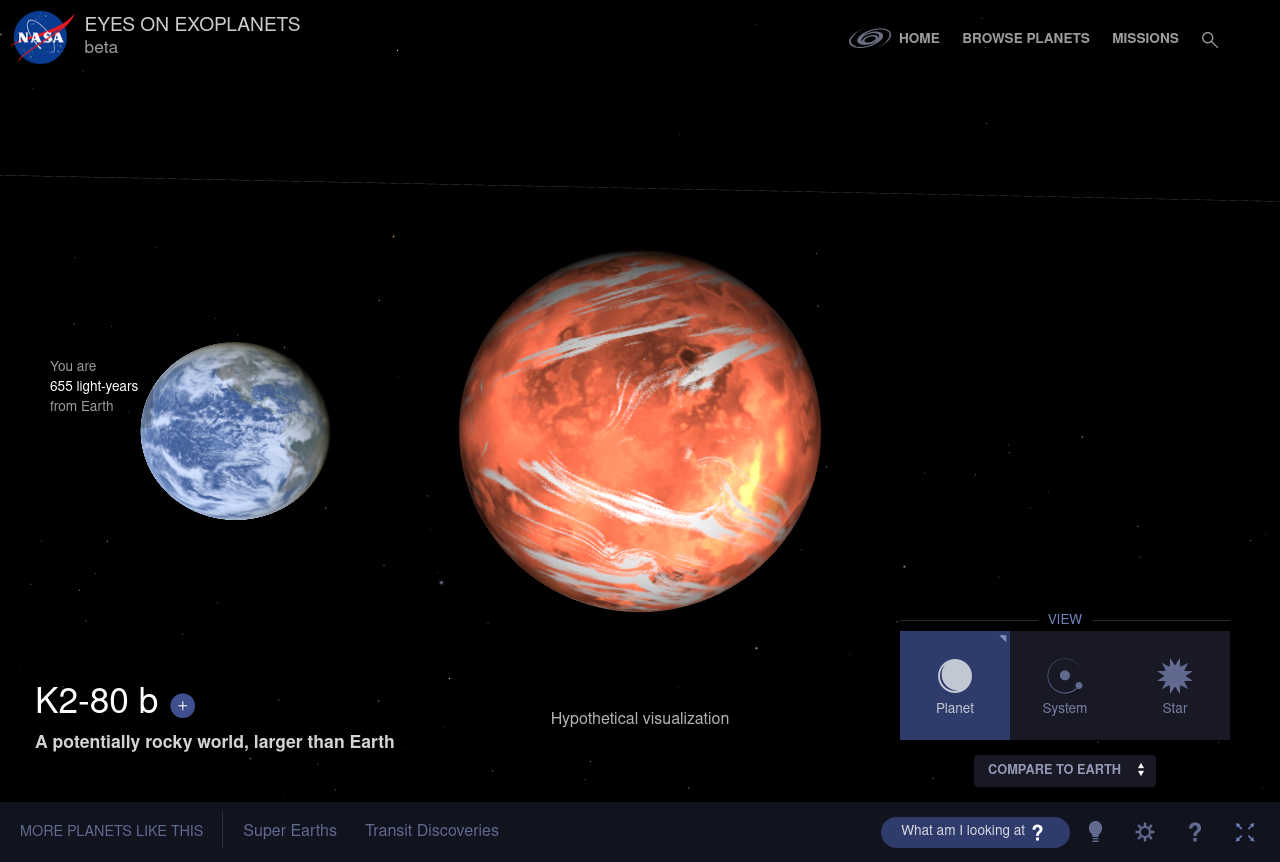 NASA
EYES ON EXOPLANETS
beta
HOME
BROWSE PLANETS
MISSIONS
You are
655 light-years
from Earth
VIEW
Planet
System
Star
K2-80 b +
A potentially rocky world, larger than Earth
Hypothetical visualization
COMPARE TO EARTH
MORE PLANETS LIKE THIS
Super Earths
Transit Discoveries
What am I looking at ?
?